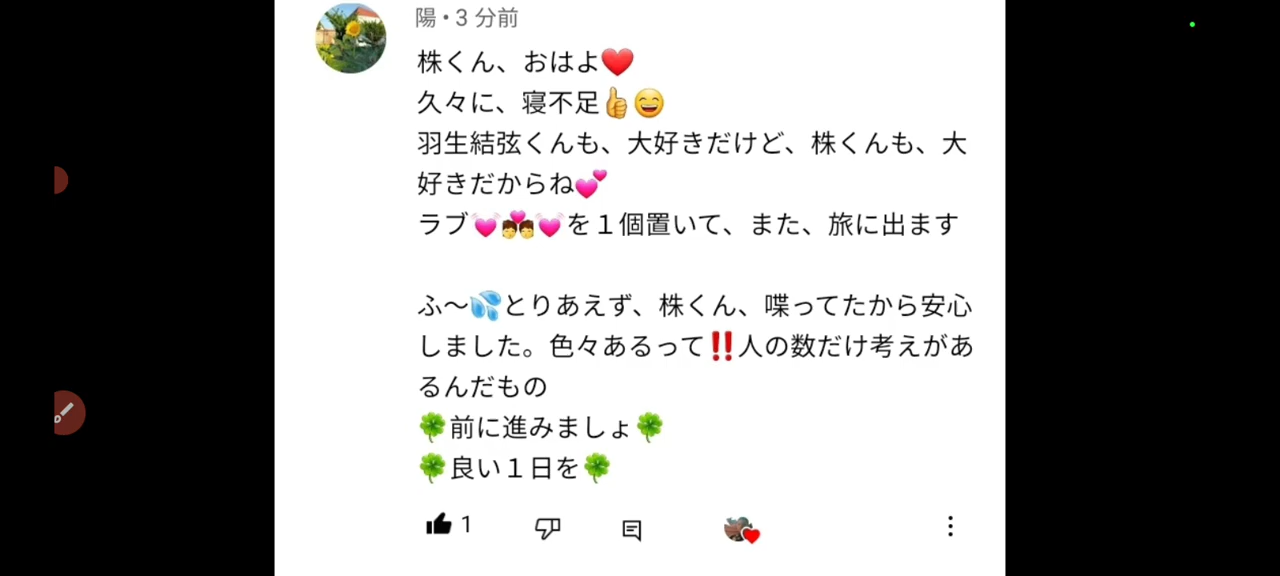 陽・3 分前
株くん、おはよ❤️
久々に、寝不足👍😄
羽生結弦くんも、大好きだけど、株くんも、大
好きだからね💕
ラブ💓💏💓を１個置いて、また、旅に出ます
ふ〜💦とりあえず、株くん、喋ってたから安心
しました。色々あるって‼️人の数だけ考えがあ
るんだもの
🍀前に進みましょ🍀
🍀良い１日を🍀
1